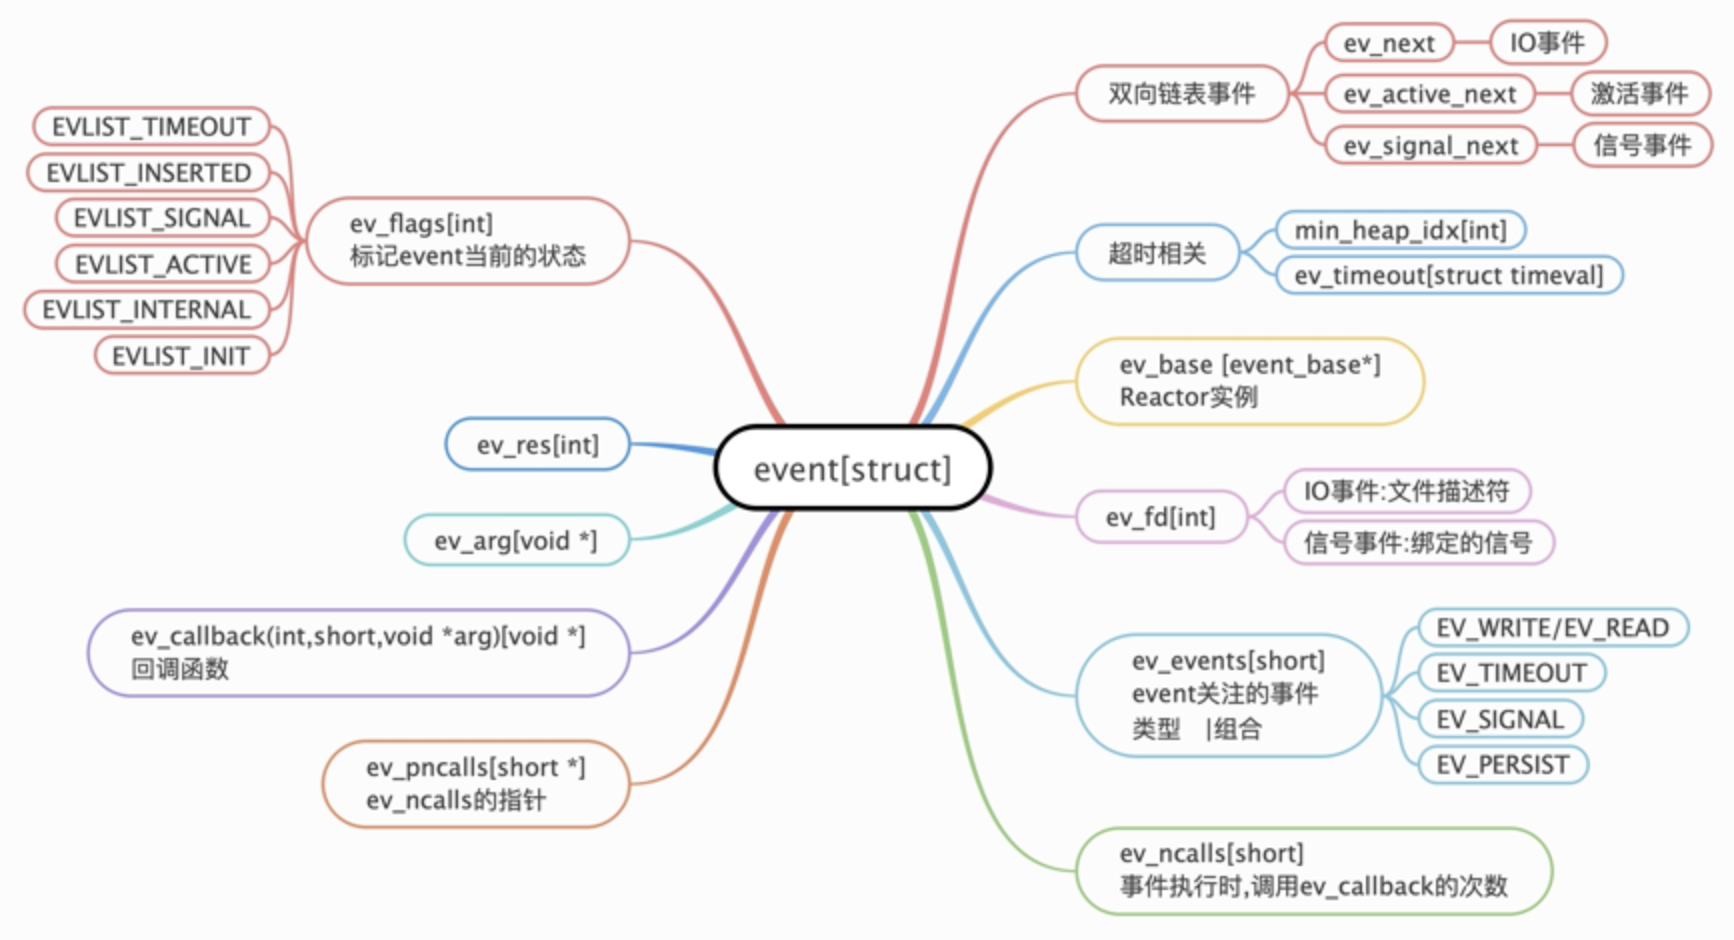 event[struct]
双向链表事件
ev_next
IO事件
ev_active_next
激活事件
ev_signal_next
信号事件
超时相关
min_heap_idx[int]
ev_timeout[struct timeval]
ev_base [event_base*]
Reactor实例
ev_fd[int]
IO事件:文件描述符
信号事件:绑定的信号
ev_events[short]
event关注的事件
类型 |组合
EV_WRITE/EV_READ
EV_TIMEOUT
EV_SIGNAL
EV_PERSIST
ev_ncalls[short]
事件执行时,调用ev_callback的次数
ev_flags[int]
标记event当前的状态
EVLIST_TIMEOUT
EVLIST_INSERTED
EVLIST_SIGNAL
EVLIST_ACTIVE
EVLIST_INTERNAL
EVLIST_INIT
ev_res[int]
ev_arg[void *]
ev_callback(int,short,void *arg)[void *]
回调函数
ev_pncalls[short *]
ev_ncalls的指针